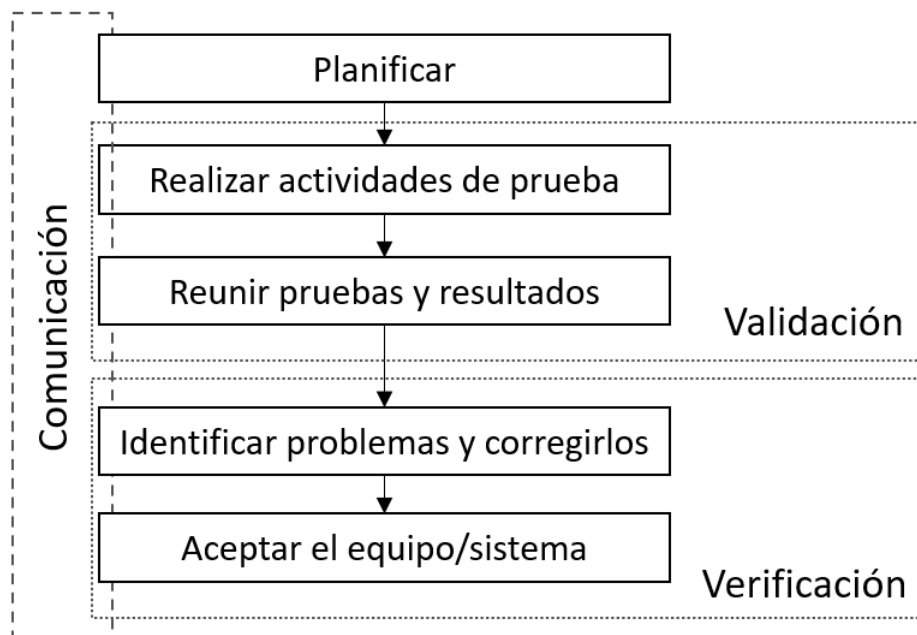 Planificar
Realizar actividades de prueba
Reunir pruebas y resultados
Validación
Comunicación
Identificar problemas y corregirlos
Aceptar el equipo/sistema
Verificación